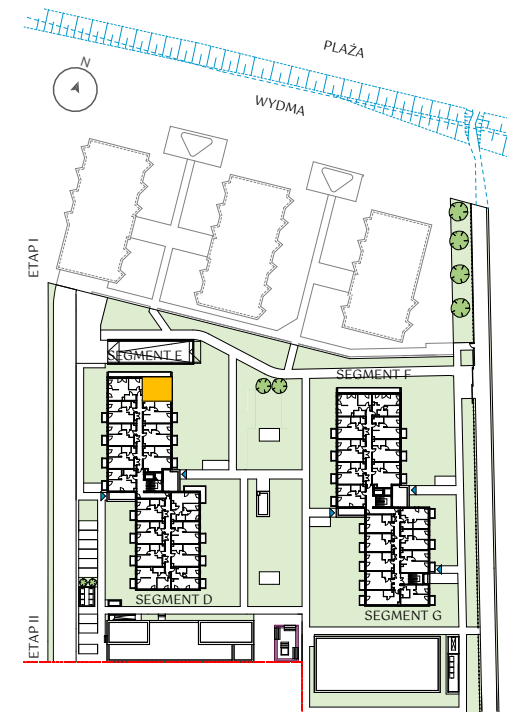 PLAŻA
WYDMA
N
ETAP I
SEGMENT E
SEGMENT F
SEGMENT D
SEGMENT G
ETAP II